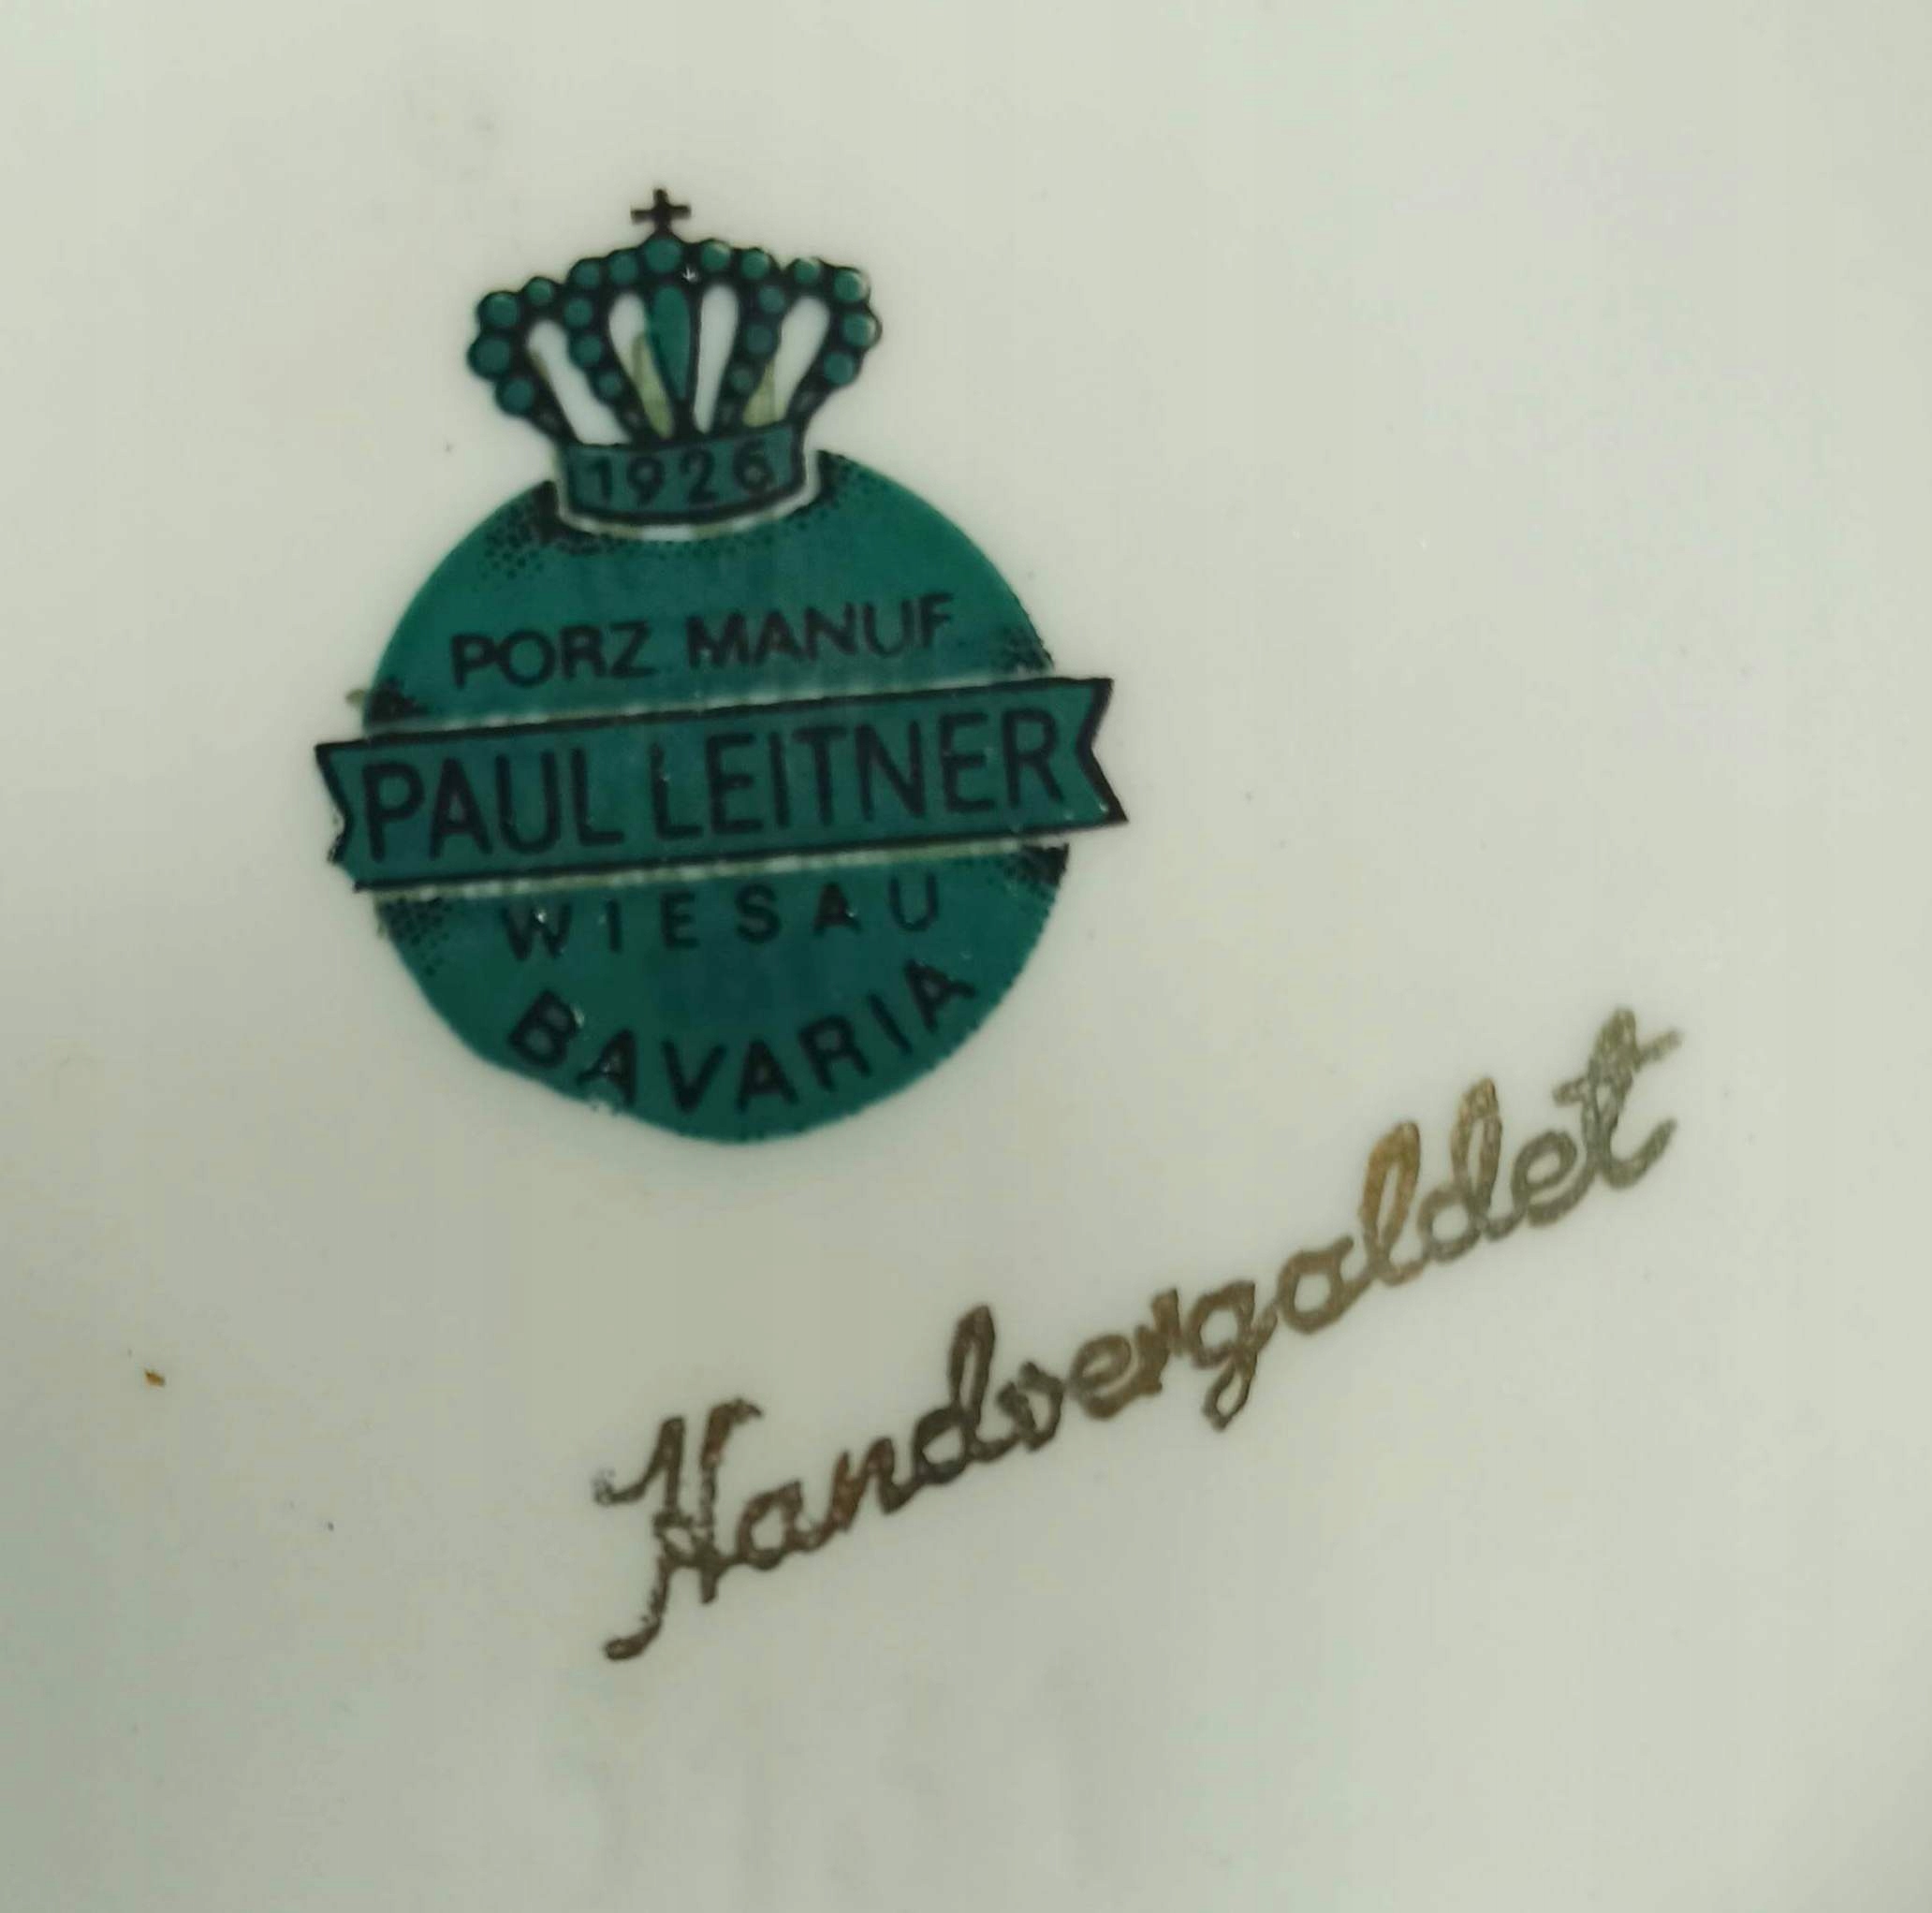 1926
PORZ MANUF
PAUL LEITNER
WIESAU
BAVARIA
Handvergoldet